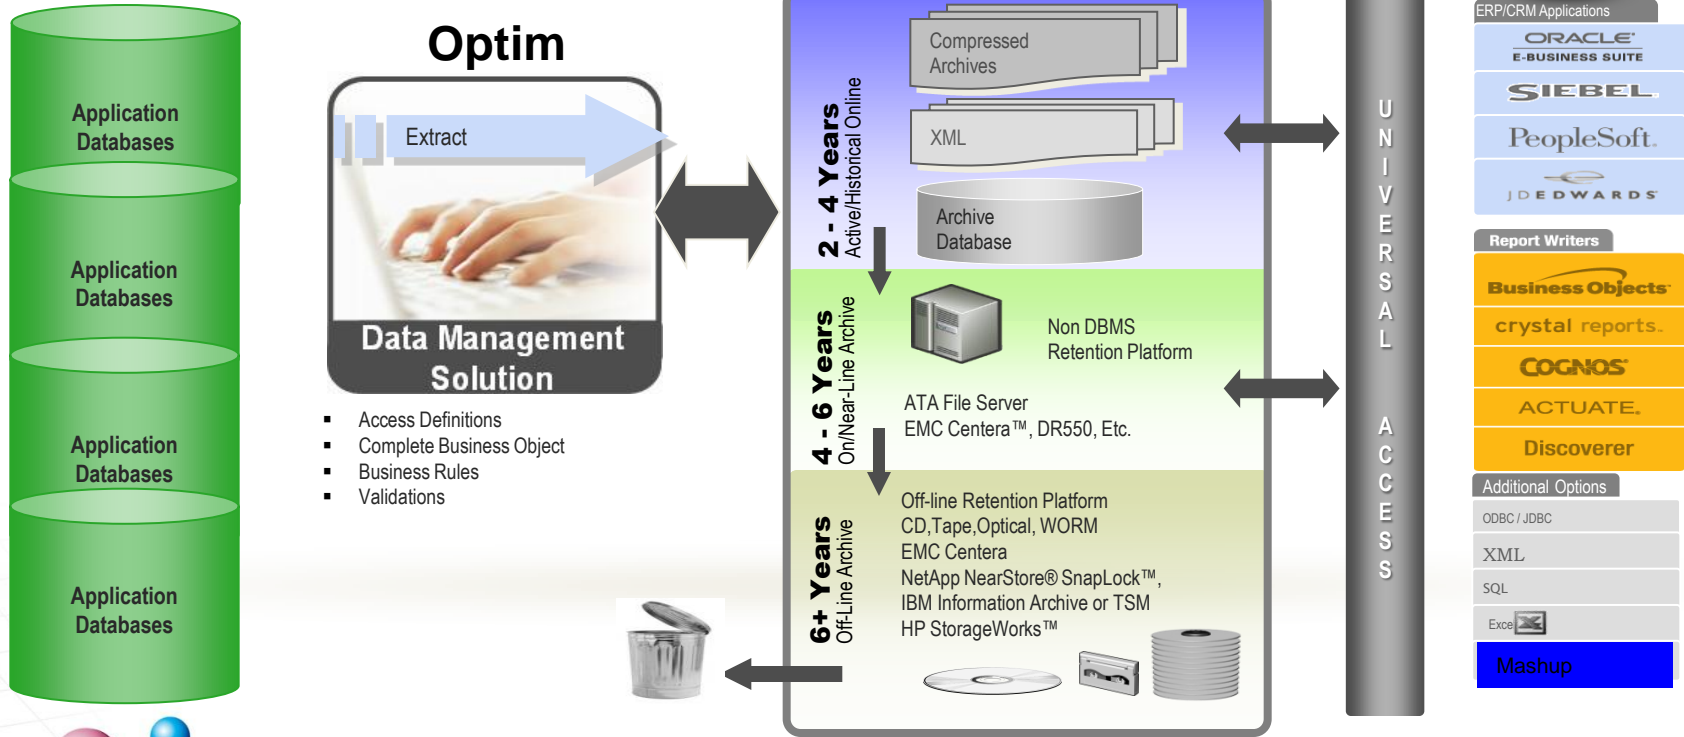 Application
Databases
Application
Databases
Application
Databases
Application
Databases
Optim
Extract
Data Management
Solution
▪ Access Definitions
▪ Complete Business Object
▪ Business Rules
▪ Validations
2 - 4 Years
Active/Historical Online
Compressed
Archives
XML
Archive
Database
4 - 6 Years
On/Near-Line Archive
Non DBMS
Retention Platform
ATA File Server
EMC Centera™, DR550, Etc.
6+ Years
Off-Line Archive
Off-line Retention Platform
CD,Tape,Optical, WORM
EMC Centera
NetApp NearStore® SnapLock™,
IBM Information Archive or TSM
HP StorageWorks™
UNIVERSAL ACCESS
ERP/CRM Applications
ORACLE®
E-BUSINESS SUITE
SIEBEL.
PeopleSoft.
JDEDWARDS
Report Writers
Business Objects
crystal reports.
COGNOS®
ACTUATE.
Discoverer
Additional Options
ODBC / JDBC
XML
SQL
Excel
Mashup